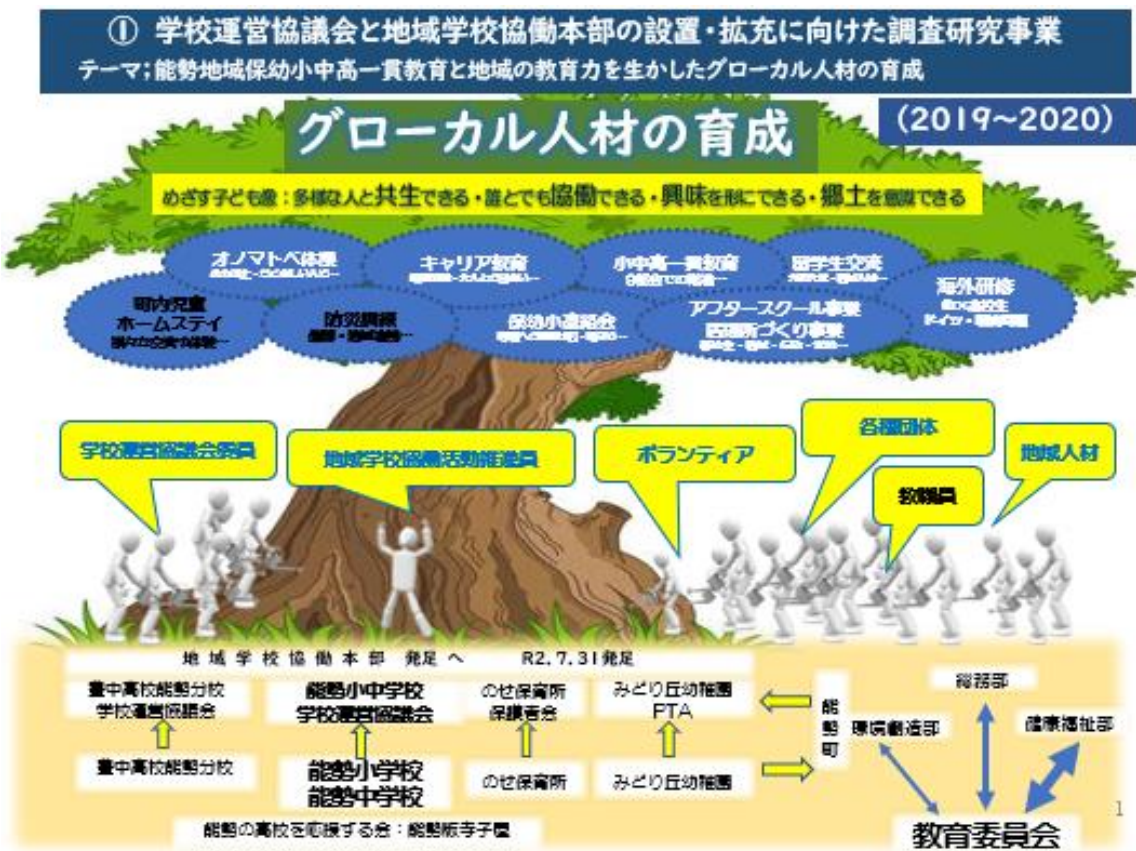 ① 学校運営協議会と地域学校協働本部の設置・拡充に向けた調査研究事業
テーマ;能勢地域保幼小中高一貫教育と地域の教育力を生かしたグローカル人材の育成
グローカル人材の育成
(2019~2020)
めざす子ども像:多様な人と共生できる・誰とでも協働できる・興味を形にできる・郷土を意識できる
オノマトペ体操
キャリア教育
小中高一貫教育
留学生交流
海外研修
ドイツ・
町内児童
ホームステイ
防災訓練
保幼小連絡会
アフタースクール事業
居場所づくり事業
学校運営協議会委員
地域学校協働活動推進員
ボランティア
各種団体
教職員
地域人材
地域学校協働本部 発足へ R2.7.31発足
豊中高校能勢分校
学校運営協議会
能勢小中学校
学校運営協議会
のせ保育所
保護者会
みどり丘幼稚園
PTA
能勢町
環境創造部
総務部
健康福祉部
豊中高校能勢分校
能勢小学校
能勢中学校
のせ保育所
みどり丘幼稚園
能勢の高校を応援する会:能勢版寺子屋
教育委員会
1